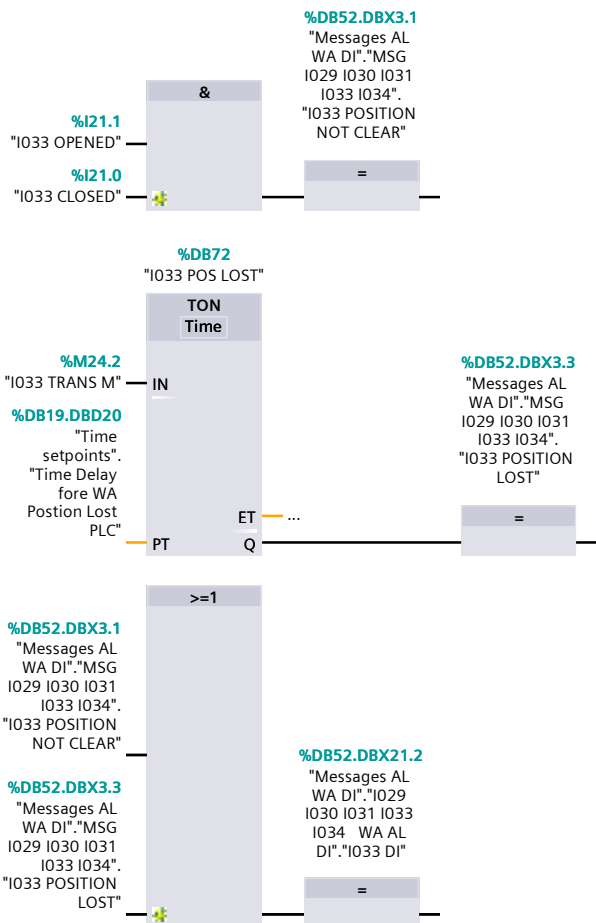 %DB52.DBX3.1
"Messages AL
WA DI"."MSG
I029 I030 I031
I033 I034".
"I033 POSITION
NOT CLEAR"
&
%I21.1
"I033 OPENED"
%I21.0
"I033 CLOSED"
=
%DB72
"I033 POS LOST"
TON
Time
%M24.2
"I033 TRANS M"
IN
%DB19.DBD20
"Time
setpoints".
"Time Delay
fore WA
Postion Lost
PLC"
PT
ET
...
Q
%DB52.DBX3.3
"Messages AL
WA DI"."MSG
I029 I030 I031
I033 I034".
"I033 POSITION
LOST"
=
>=1
%DB52.DBX3.1
"Messages AL
WA DI"."MSG
I029 I030 I031
I033 I034".
"I033 POSITION
NOT CLEAR"
%DB52.DBX3.3
"Messages AL
WA DI"."MSG
I029 I030 I031
I033 I034".
"I033 POSITION
LOST"
%DB52.DBX21.2
"Messages AL
WA DI"."I029
I030 I031 I033
I034   WA AL
DI"."I033 DI"
=